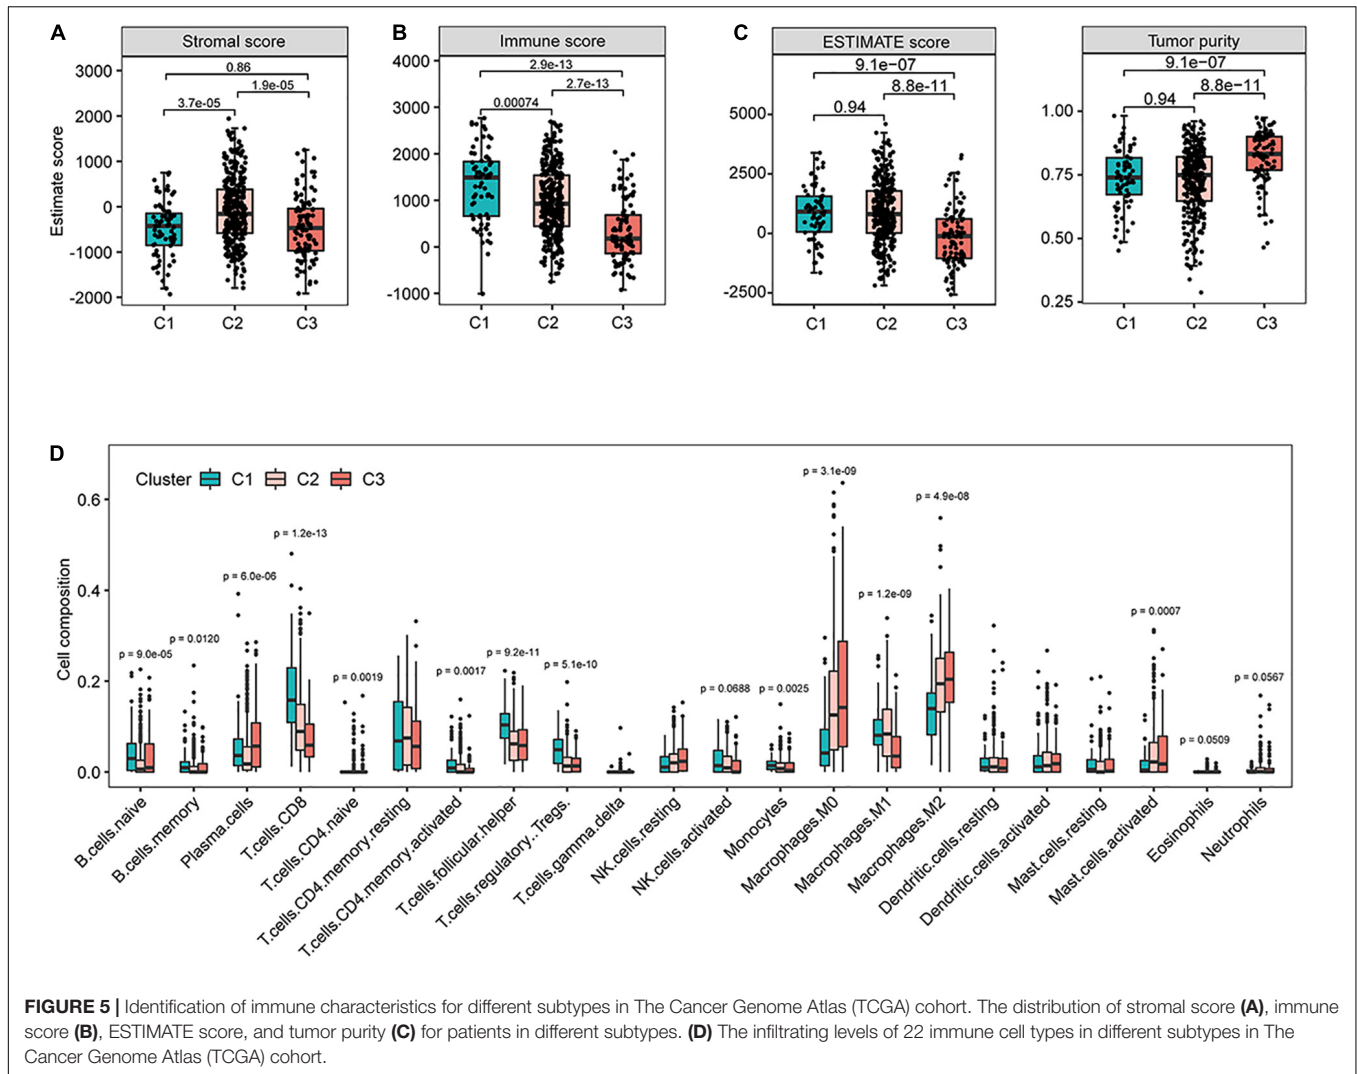 A
Stromal score
3000
2000
1000
0
-1000
-2000
Estimate score
0.86
1.9e-05
3.7e-05
C1 C2 C3
B
Immune score
4000
3000
2000
1000
0
-1000
2.9e-13
2.7e-13
0.00074
C1 C2 C3
C
ESTIMATE score
5000
2500
0
-2500
9.1e-07
8.8e-11
0.94
C1 C2 C3
Tumor purity
1.00
0.75
0.50
0.25
9.1e-07
8.8e-11
0.94
C1 C2 C3
D
Cluster C1 C2 C3
Cell composition
0.6
0.4
0.2
0.0
p = 9.0e-05
p = 0.0120
p = 6.0e-06
p = 1.2e-13
p = 0.0019
p = 0.0017
p = 9.2e-11
p = 5.1e-10
p = 0.0688
p = 0.0025
p = 3.1e-09
p = 1.2e-09
p = 4.9e-08
p = 0.0007
p = 0.0509
p = 0.0567
B.cells.naive
B.cells.memory
Plasma.cells
T.cells.CD8
T.cells.CD4.naive
T.cells.CD4.memory.resting
T.cells.CD4.memory.activated
T.cells.follicular.helper
T.cells.regulatory..Tregs.
T.cells.gamma.delta
NK.cells.resting
NK.cells.activated
Monocytes
Macrophages.M0
Macrophages.M1
Macrophages.M2
Dendritic.cells.resting
Dendritic.cells.activated
Mast.cells.resting
Mast.cells.activated
Eosinophils
Neutrophils
FIGURE 5 | Identification of immune characteristics for different subtypes in The Cancer Genome Atlas (TCGA) cohort. The distribution of stromal score (A), immune
score (B), ESTIMATE score, and tumor purity (C) for patients in different subtypes. (D) The infiltrating levels of 22 immune cell types in different subtypes in The
Cancer Genome Atlas (TCGA) cohort.